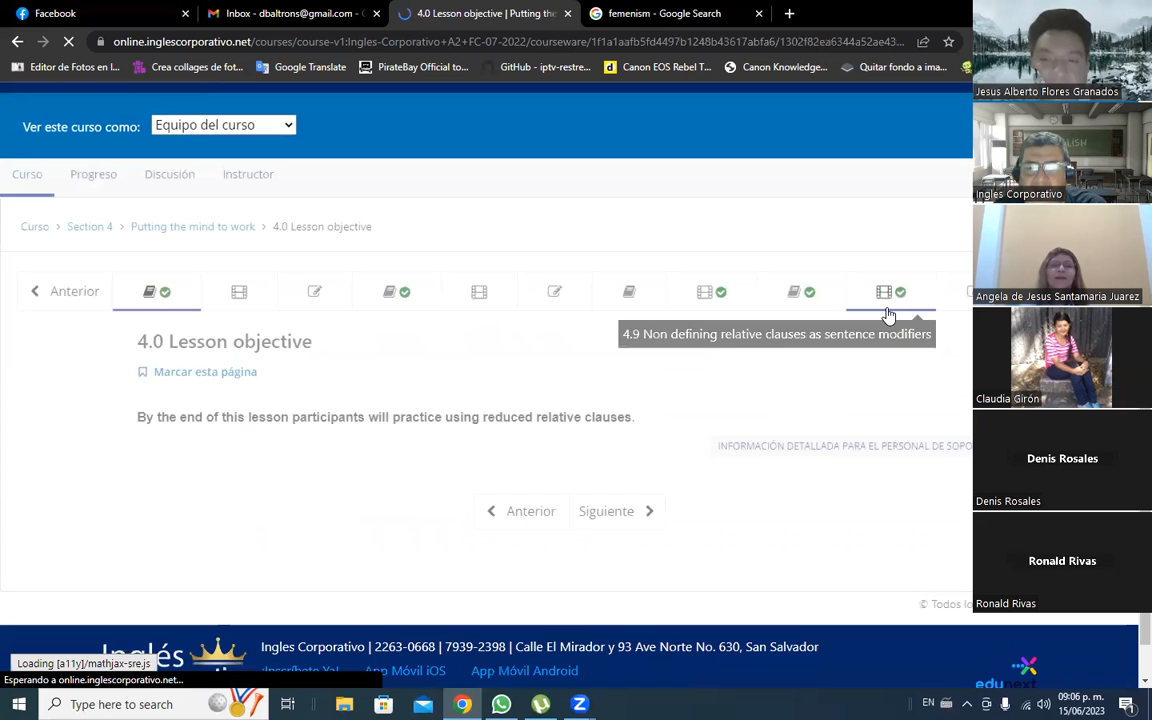 Facebook
Inbox - dbaltrons@gmail.com - G
4.0 Lesson objective | Putting the
femenism - Google Search
online.inglescorporativo.net/courses/course-v1:Ingles-Corporativo+A2+FC-07-2022/courseware/1f1a1aafb5fd4497b1248b43617abfa6/1302f82ea6344a52ae43...
Editor de Fotos en l...
Crea collages de fot...
Google Translate
PirateBay Official to...
GitHub - iptv-restre...
Canon EOS Rebel T...
Canon Knowledge...
Quitar fondo a ima...
Ver este curso como:
Equipo del curso
Curso
Progreso
Discusión
Instructor
Curso > Section 4 > Putting the mind to work > 4.0 Lesson objective
Anterior
4.9 Non defining relative clauses as sentence modifiers
4.0 Lesson objective
Marcar esta página
By the end of this lesson participants will practice using reduced relative clauses.
INFORMACIÓN DETALLADA PARA EL PERSONAL DE SOPO
Anterior
Siguiente
© Todos lo
Inglés
Ingles Corporativo | 2263-0668 | 7939-2398 | Calle El Mirador y 93 Ave Norte No. 630, San Salvador
¡Inscríbete Ya!
App Móvil iOS
App Móvil Android
edunext
Loading [a11y]/mathjax-sre.js
Esperando a online.inglescorporativo.net...
Type here to search
EN
09:06 p. m.
15/06/2023
1
Jesus Alberto Flores Granados
Ingles Corporativo
Angela de Jesus Santamaria Juarez
Claudia Girón
Denis Rosales
Denis Rosales
Ronald Rivas
Ronald Rivas